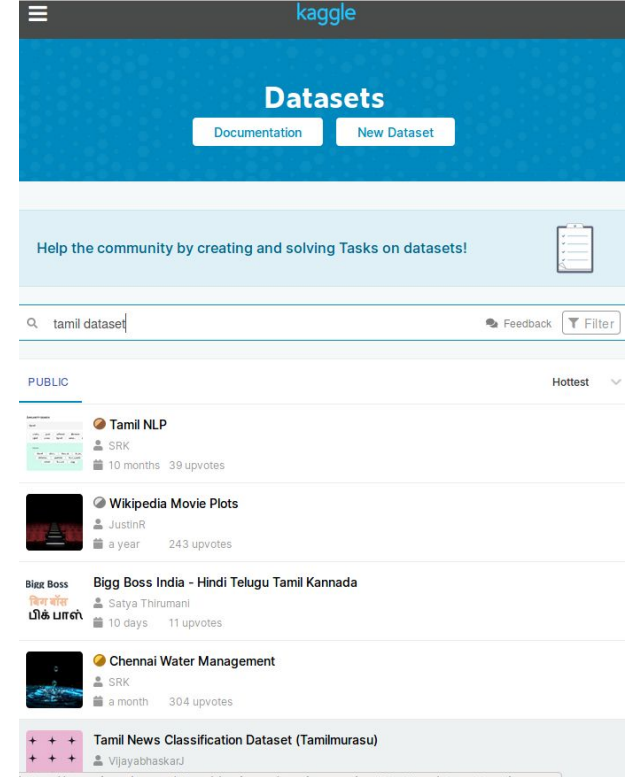 kaggle
Datasets
Documentation New Dataset
Help the community by creating and solving Tasks on datasets!
tamil dataset Feedback Filter
PUBLIC Hottest
Tamil NLP
SRK
10 months 39 upvotes
Wikipedia Movie Plots
JustinR
a year 243 upvotes
Bigg Boss
बिग बॉस
பிக் பாஸ்
Bigg Boss India - Hindi Telugu Tamil Kannada
Satya Thirumani
10 days 11 upvotes
Chennai Water Management
SRK
a month 304 upvotes
Tamil News Classification Dataset (Tamilmurasu)
VijayabhaskarJ